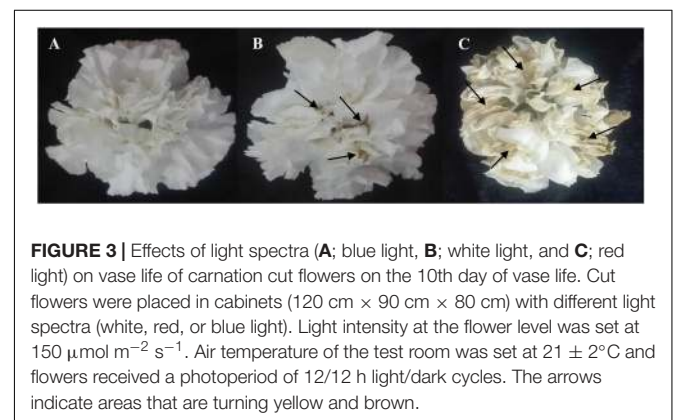 A B C
FIGURE 3 | Effects of light spectra (A; blue light, B; white light, and C; red
light) on vase life of carnation cut flowers on the 10th day of vase life. Cut
flowers were placed in cabinets (120 cm × 90 cm × 80 cm) with different light
spectra (white, red, or blue light). Light intensity at the flower level was set at
150 μmol m−2 s−1. Air temperature of the test room was set at 21 ± 2°C and
flowers received a photoperiod of 12/12 h light/dark cycles. The arrows
indicate areas that are turning yellow and brown.